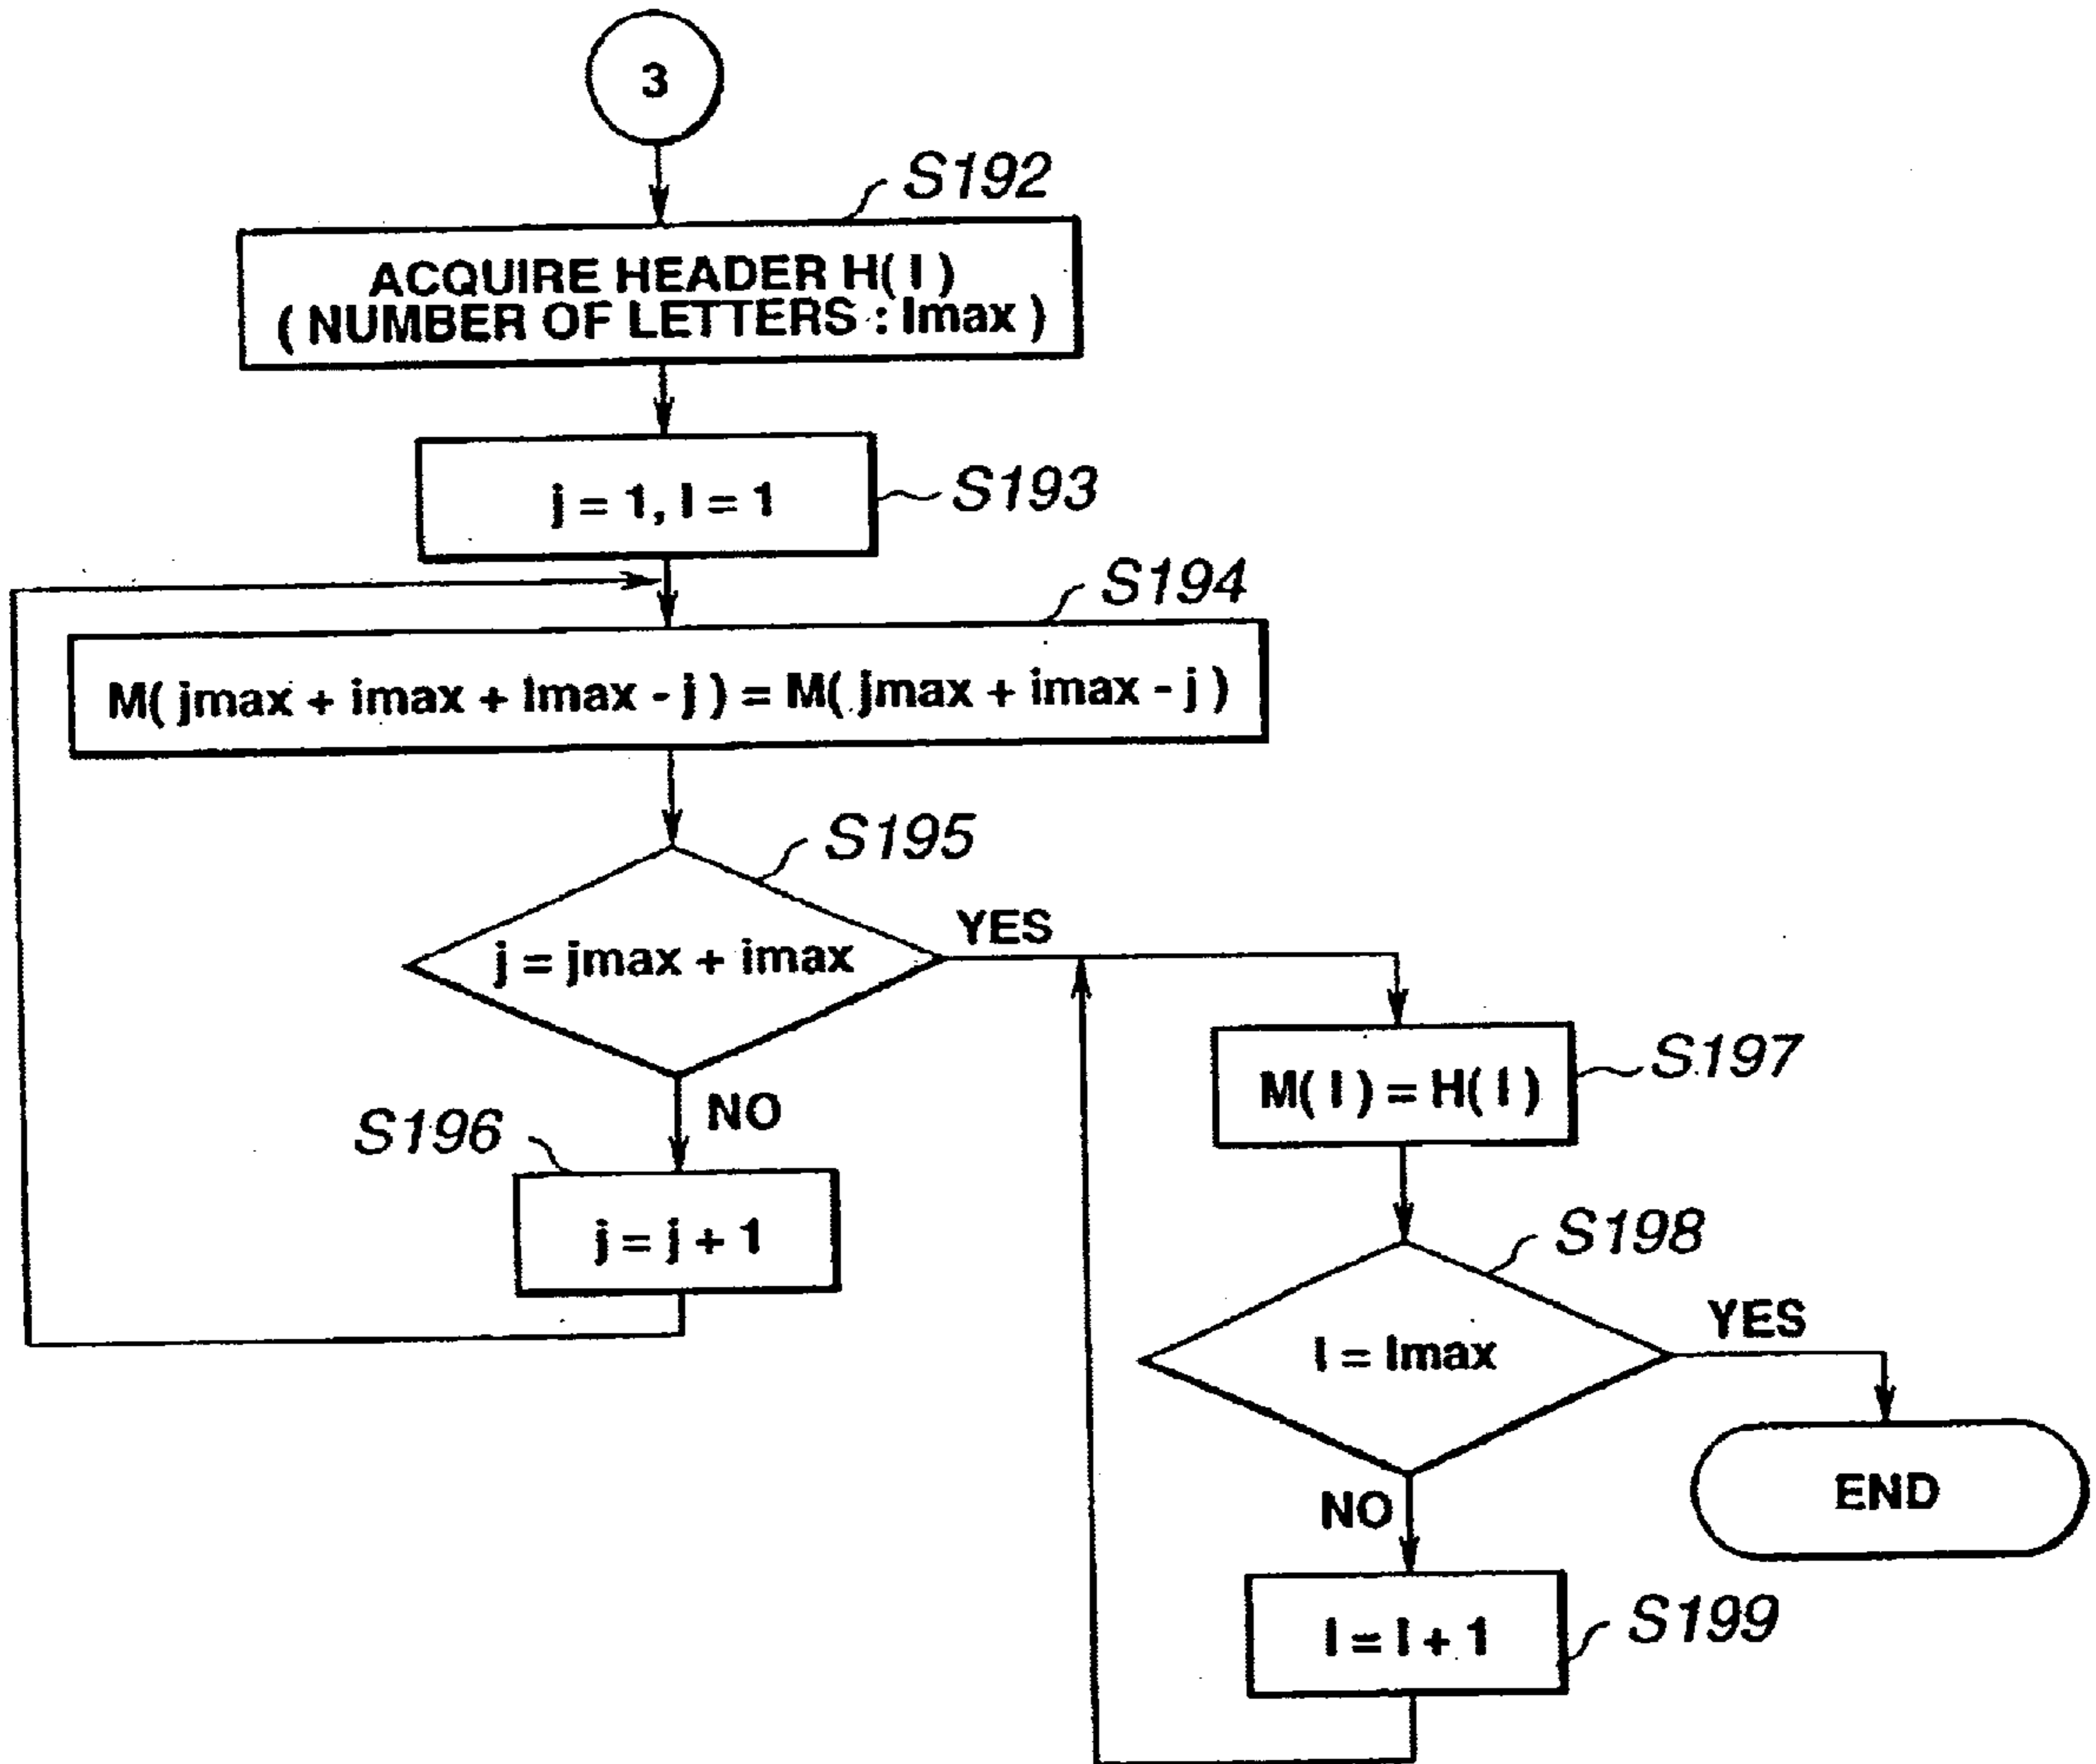 3
S192
ACQUIRE HEADER H( l )
( NUMBER OF LETTERS : lmax )
j = 1, l = 1
S193
S194
M( jmax + imax + lmax - j ) = M( jmax + imax - j )
S195
j = jmax + imax
YES
NO
S196
j = j + 1
S197
M( l ) = H( l )
S198
l = lmax
YES
END
NO
l = l + 1
S199